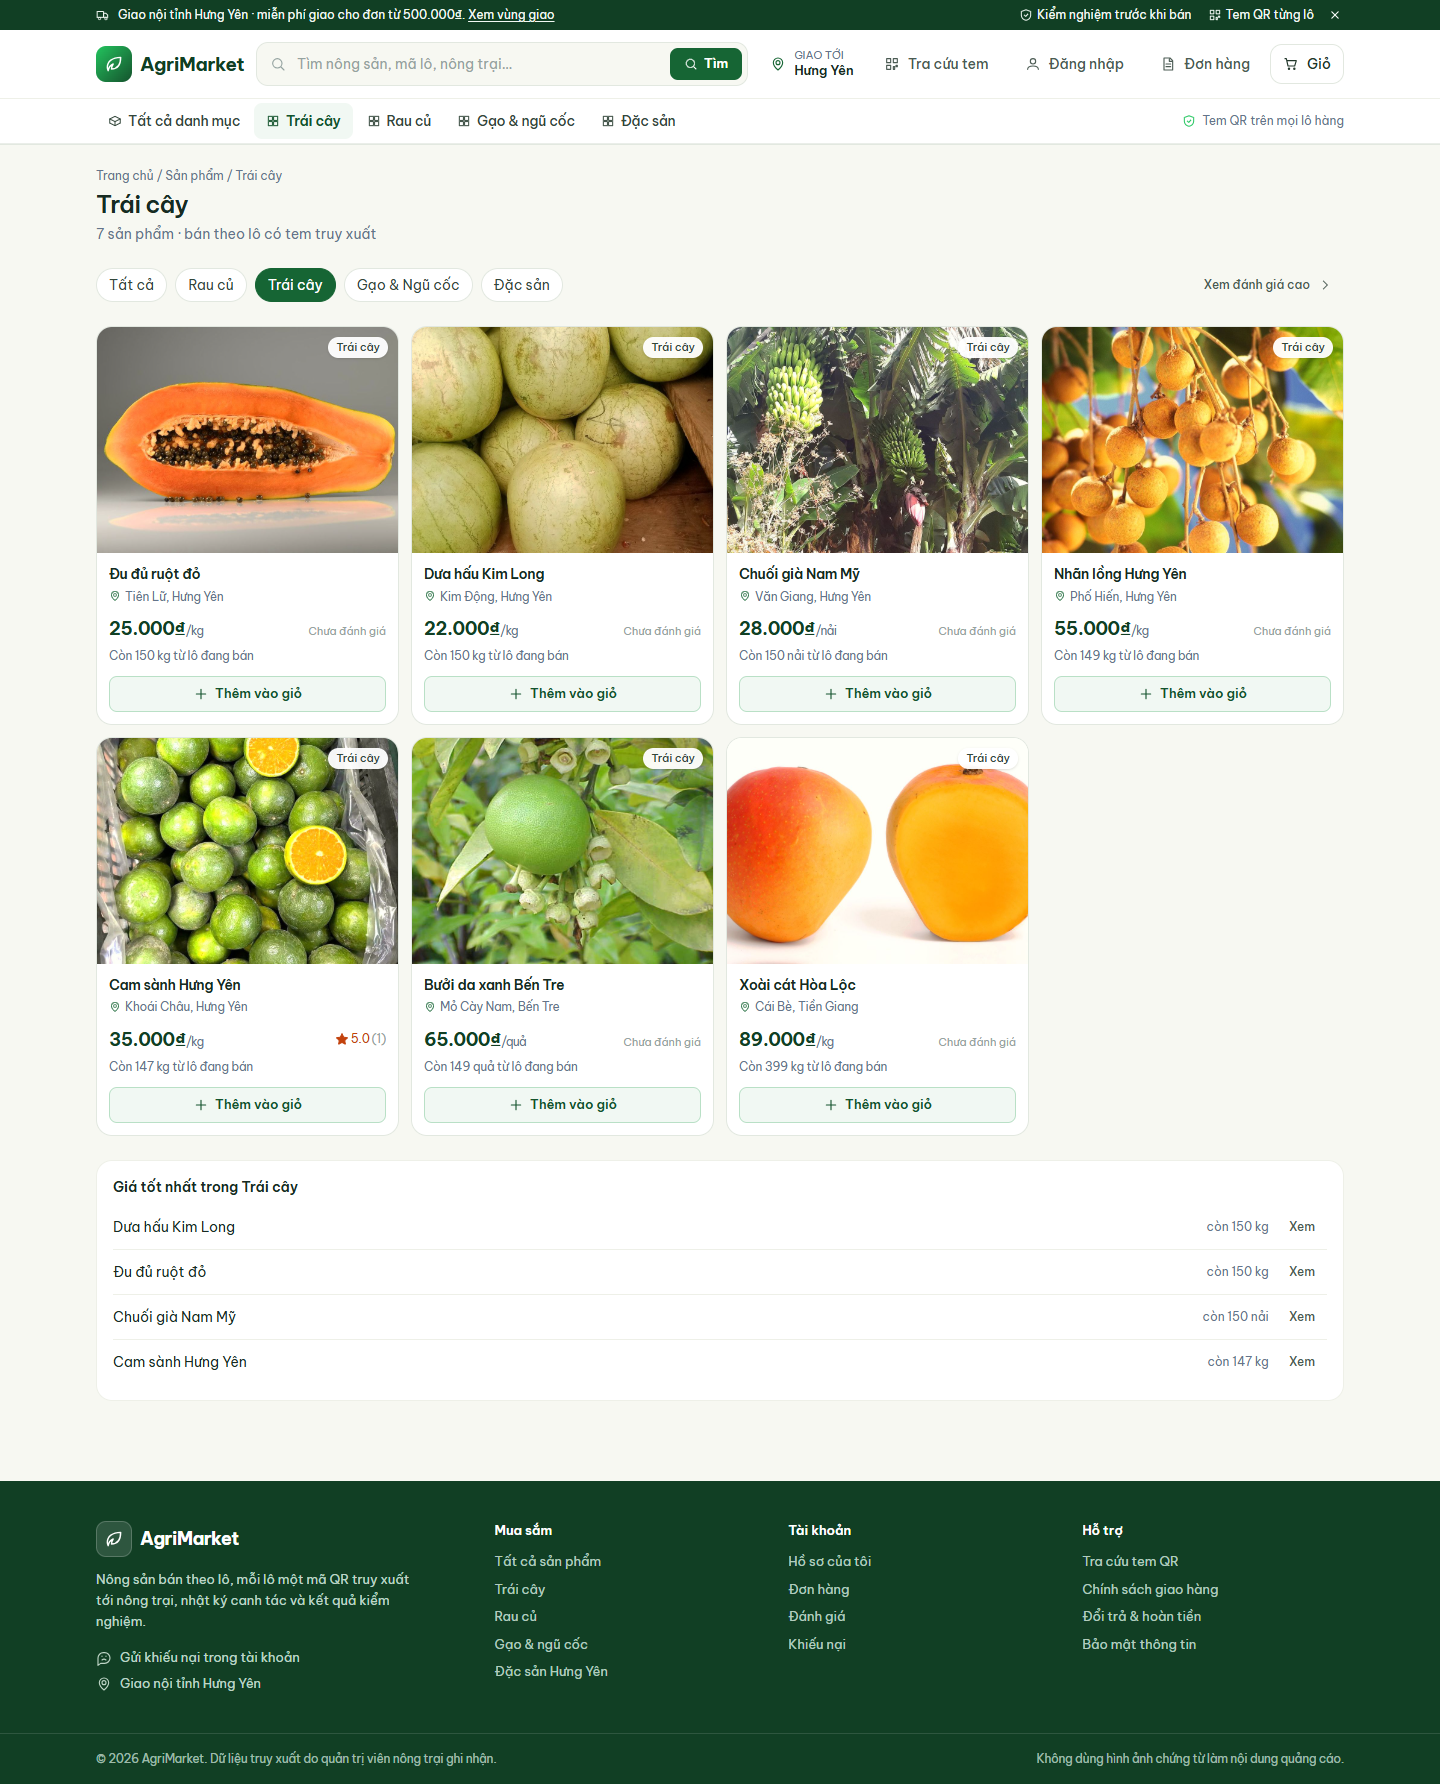 Giao nội tỉnh Hưng Yên · miễn phí giao cho đơn từ 500.000₫. Xem vùng giao
Kiểm nghiệm trước khi bán
Tem QR từng lô
AgriMarket
Tìm nông sản, mã lô, nông trại...
Tìm
GIAO TỚI
Hưng Yên
Tra cứu tem
Đăng nhập
Đơn hàng
Giỏ
Tất cả danh mục
Trái cây
Rau củ
Gạo & ngũ cốc
Đặc sản
Tem QR trên mọi lô hàng
Trang chủ / Sản phẩm / Trái cây
Trái cây
7 sản phẩm · bán theo lô có tem truy xuất
Tất cả
Rau củ
Trái cây
Gạo & Ngũ cốc
Đặc sản
Xem đánh giá cao
Trái cây
Trái cây
Trái cây
Trái cây
Đu đủ ruột đỏ
Tiên Lữ, Hưng Yên
25.000₫/kg
Chưa đánh giá
Còn 150 kg từ lô đang bán
Thêm vào giỏ
Dưa hấu Kim Long
Kim Động, Hưng Yên
22.000₫/kg
Chưa đánh giá
Còn 150 kg từ lô đang bán
Thêm vào giỏ
Chuối già Nam Mỹ
Văn Giang, Hưng Yên
28.000₫/nải
Chưa đánh giá
Còn 150 nải từ lô đang bán
Thêm vào giỏ
Nhãn lồng Hưng Yên
Phố Hiến, Hưng Yên
55.000₫/kg
Chưa đánh giá
Còn 149 kg từ lô đang bán
Thêm vào giỏ
Trái cây
Trái cây
Trái cây
Cam sành Hưng Yên
Khoái Châu, Hưng Yên
35.000₫/kg
5.0 (1)
Còn 147 kg từ lô đang bán
Thêm vào giỏ
Bưởi da xanh Bến Tre
Mỏ Cày Nam, Bến Tre
65.000₫/quả
Chưa đánh giá
Còn 149 quả từ lô đang bán
Thêm vào giỏ
Xoài cát Hòa Lộc
Cái Bè, Tiền Giang
89.000₫/kg
Chưa đánh giá
Còn 399 kg từ lô đang bán
Thêm vào giỏ
Giá tốt nhất trong Trái cây
Dưa hấu Kim Long
còn 150 kg
Xem
Đu đủ ruột đỏ
còn 150 kg
Xem
Chuối già Nam Mỹ
còn 150 nải
Xem
Cam sành Hưng Yên
còn 147 kg
Xem
AgriMarket
Nông sản bán theo lô, mỗi lô một mã QR truy xuất
tới nông trại, nhật ký canh tác và kết quả kiểm
nghiệm.
Gửi khiếu nại trong tài khoản
Giao nội tỉnh Hưng Yên
Mua sắm
Tất cả sản phẩm
Trái cây
Rau củ
Gạo & ngũ cốc
Đặc sản Hưng Yên
Tài khoản
Hồ sơ của tôi
Đơn hàng
Đánh giá
Khiếu nại
Hỗ trợ
Tra cứu tem QR
Chính sách giao hàng
Đổi trả & hoàn tiền
Bảo mật thông tin
© 2026 AgriMarket. Dữ liệu truy xuất do quản trị viên nông trại ghi nhận.
Không dùng hình ảnh chứng từ làm nội dung quảng cáo.